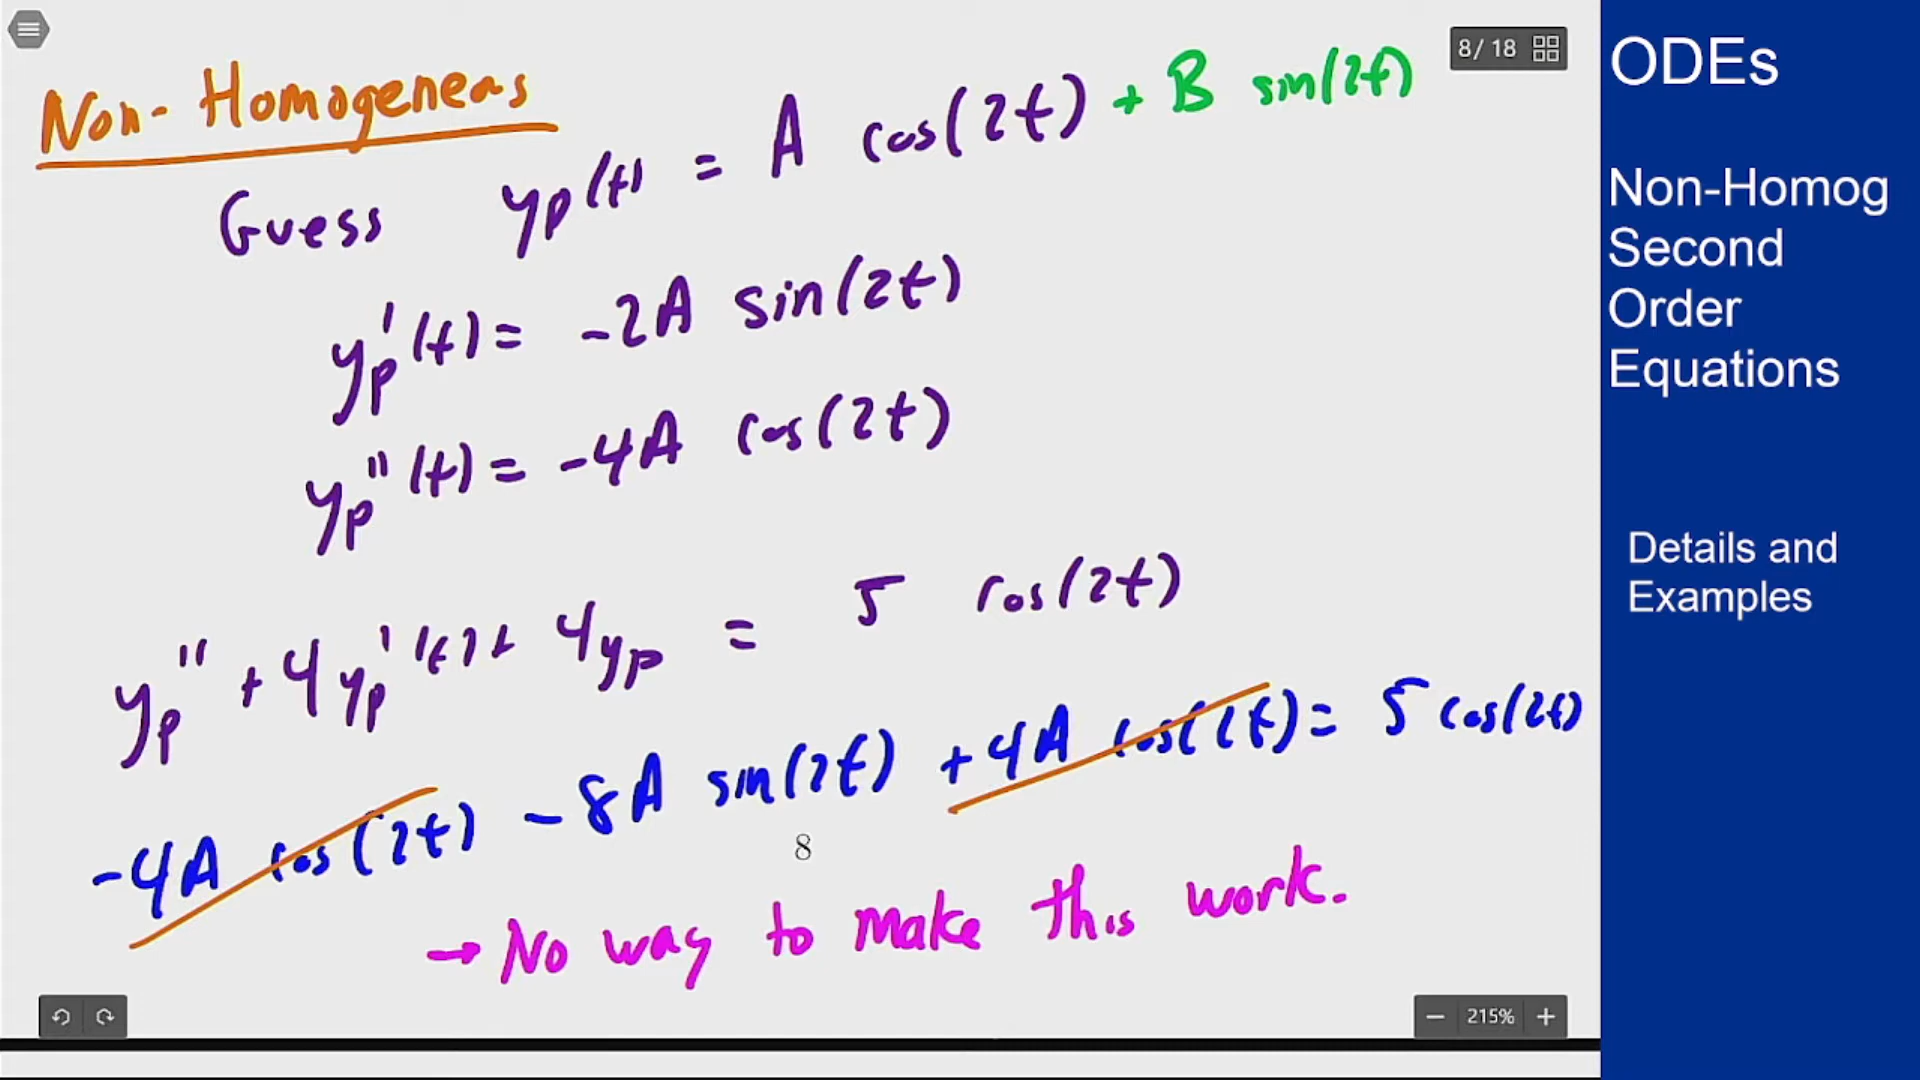 8 / 18
Non-Homogeneas
Guess yp(t) = A cos(2t) + B sin(2t)
yp'(t) = -2A sin(2t)
yp''(t) = -4A cos(2t)
yp'' + 4yp'(t) + 4yp = 5 cos(2t)
-4A cos(2t) - 8A sin(2t) + 4A cos(2t) = 5 cos(2t)
8
→ No way to make this work.
215%
ODEs
Non-Homog
Second
Order
Equations
Details and
Examples